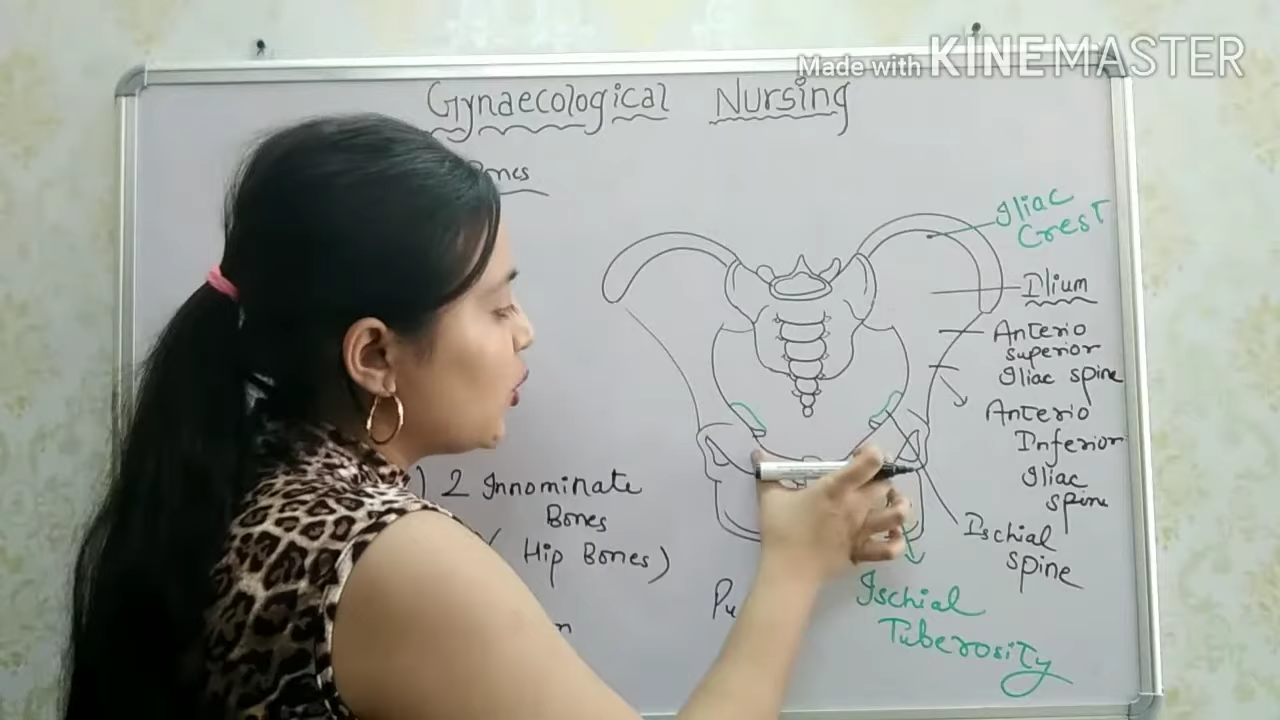 Made with KINEMASTER
Gynaecological Nursing
Iliac
Crest
Ilium
Anterio
superior
Iliac spine
Anterio
Inferior
Iliac
spine
) 2 Innominate
Bones
( Hip Bones)
Ischial
spine
Ischial
Tuberosity